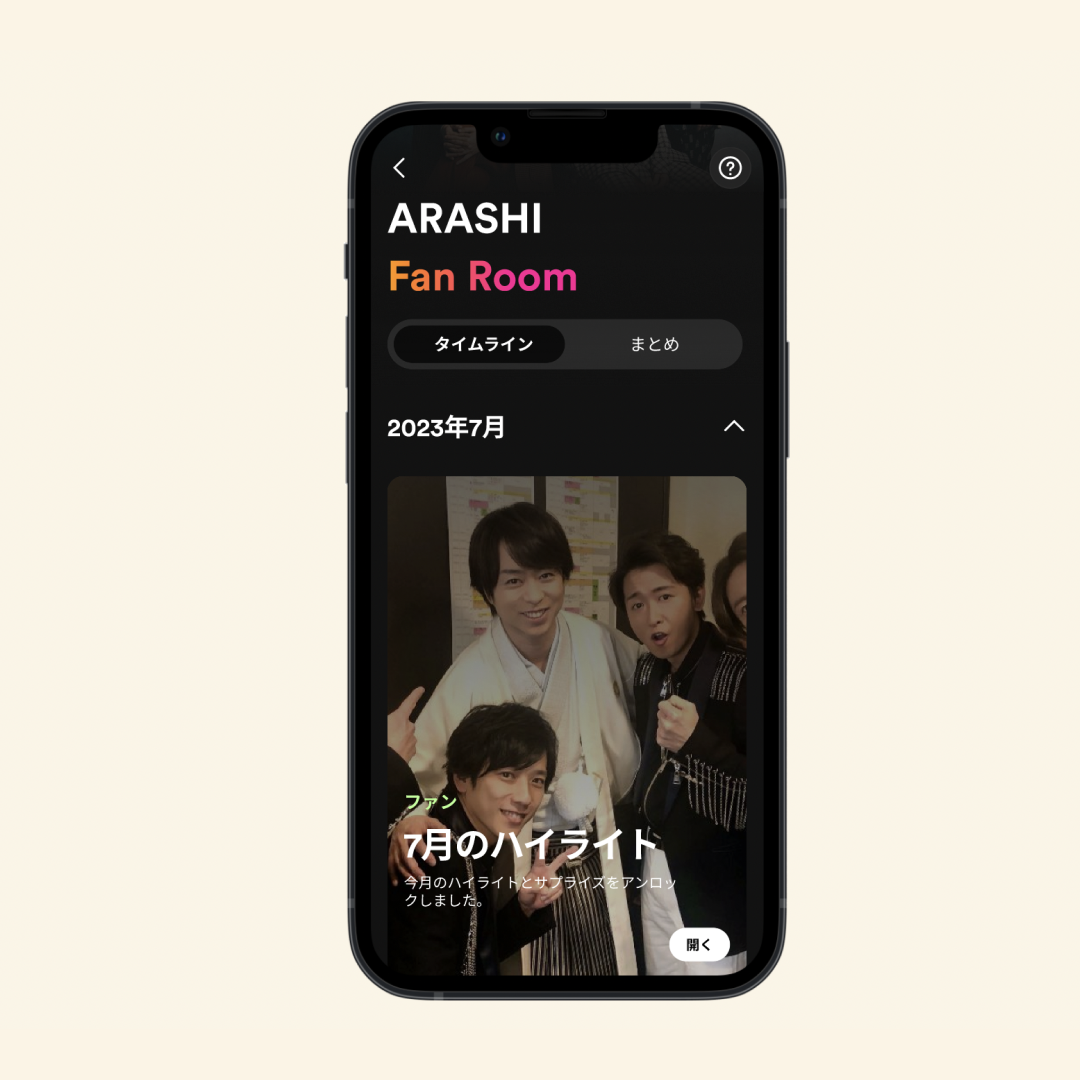 ARASHI
Fan Room
タイムライン
まとめ
2023年7月
ファン
7月のハイライト
今月のハイライトとサプライズをアンロッ
クしました。
開く